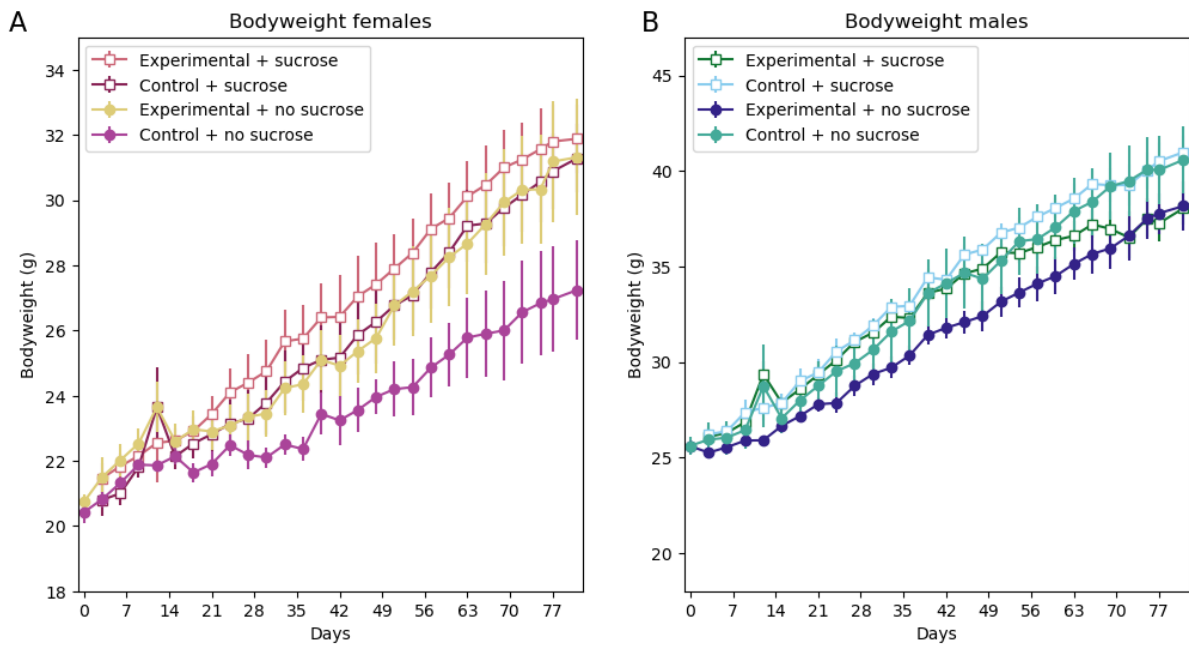 A
Bodyweight females
Experimental + sucrose
Control + sucrose
Experimental + no sucrose
Control + no sucrose
34
32
30
28
26
24
22
20
18
Bodyweight (g)
0 7 14 21 28 35 42 49 56 63 70 77
Days
B
Bodyweight males
Experimental + sucrose
Control + sucrose
Experimental + no sucrose
Control + no sucrose
45
40
35
30
25
20
Bodyweight (g)
0 7 14 21 28 35 42 49 56 63 70 77
Days